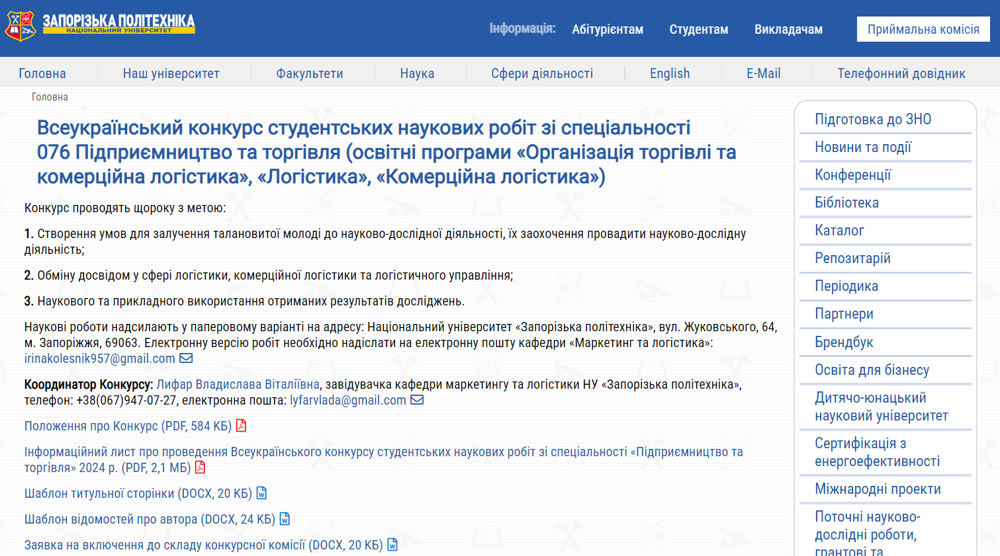 ЗАПОРІЗЬКА ПОЛІТЕХНІКА
НАЦІОНАЛЬНИЙ УНІВЕРСИТЕТ
Інформація: Абітурієнтам Студентам Викладачам Приймальна комісія
Головна Наш університет Факультети Наука Сфери діяльності English E-Mail Телефонний довідник
Головна
Всеукраїнський конкурс студентських наукових робіт зі спеціальності
076 Підприємництво та торгівля (освітні програми «Організація торгівлі та
комерційна логістика», «Логістика», «Комерційна логістика»)
Конкурс проводять щороку з метою:
1. Створення умов для залучення талановитої молоді до науково-дослідної діяльності, їх заохочення провадити науково-дослідну
діяльність;
2. Обміну досвідом у сфері логістики, комерційної логістики та логістичного управління;
3. Наукового та прикладного використання отриманих результатів досліджень.
Наукові роботи надсилають у паперовому варіанті на адресу: Національний університет «Запорізька політехніка», вул. Жуковського, 64,
м. Запоріжжя, 69063. Електронну версію робіт необхідно надіслати на електронну пошту кафедри «Маркетинг та логістика»:
irinakolesnik957@gmail.com
Координатор Конкурсу: Лифар Владислава Віталіївна, завідувачка кафедри маркетингу та логістики НУ «Запорізька політехніка»,
телефон: +38(067)947-07-27, електронна пошта: lyfarvlada@gmail.com
Положення про Конкурс (PDF, 584 КБ)
Інформаційний лист про проведення Всеукраїнського конкурсу студентських наукових робіт зі спеціальності «Підприємництво та
торгівля» 2024 р. (PDF, 2,1 МБ)
Шаблон титульної сторінки (DOCX, 20 КБ)
Шаблон відомостей про автора (DOCX, 24 КБ)
Заявка на включення до складу конкурсної комісії (DOCX, 20 КБ)
Підготовка до ЗНО
Новини та події
Конференції
Бібліотека
Каталог
Репозитарій
Періодика
Партнери
Брендбук
Освіта для бізнесу
Дитячо-юнацький
науковий університет
Сертифікація з
енергоефективності
Міжнародні проекти
Поточні науково-
дослідні роботи,
грантові та